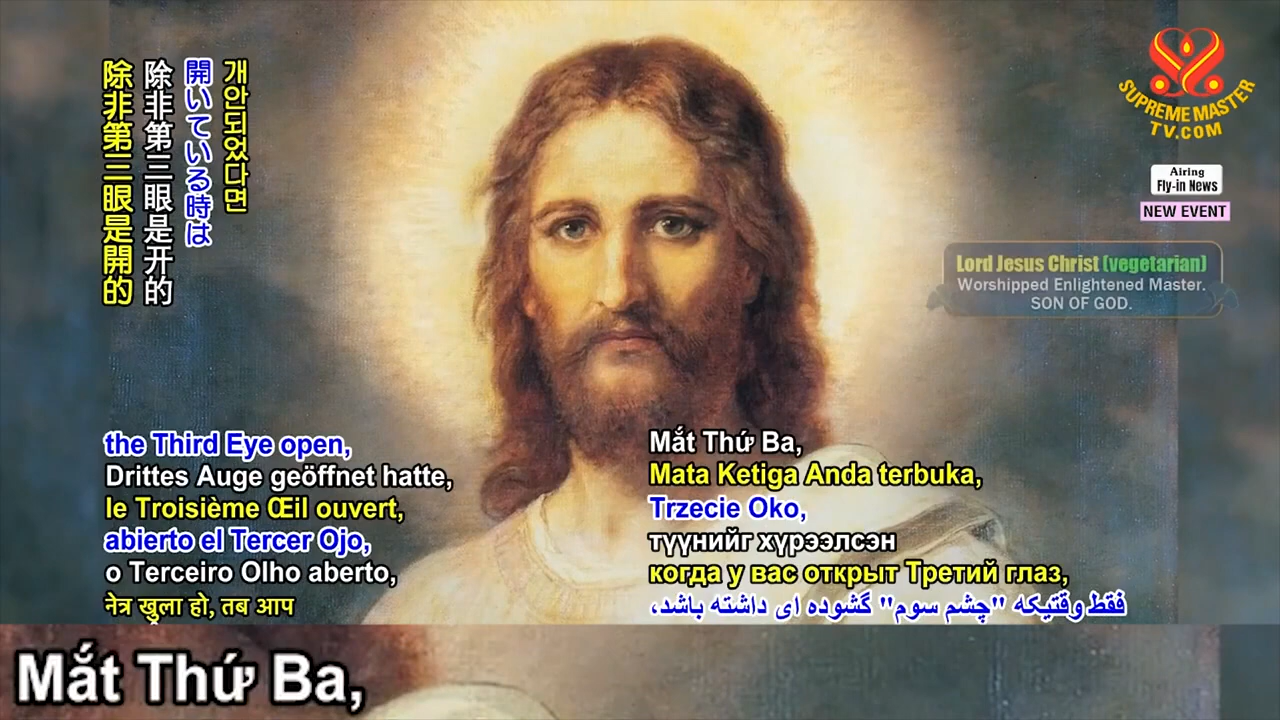 除非第三眼是開的
除非第三眼是开的
開いている時は
개안되었다면
SUPREME MASTER
TV.COM
Airing
Fly-in News
NEW EVENT
Lord Jesus Christ (vegetarian)
Worshipped Enlightened Master.
SON OF GOD.
the Third Eye open,
Drittes Auge geöffnet hatte,
le Troisième Œil ouvert,
abierto el Tercer Ojo,
o Terceiro Olho aberto,
नेत्र खुला हो, तब आप
Mắt Thứ Ba,
Mata Ketiga Anda terbuka,
Trzecie Oko,
түүнийг хүрээлсэн
когда у вас открыт Третий глаз,
فقط وقتیکه "چشم سوم" گشوده ای داشته باشد،
Mắt Thứ Ba,